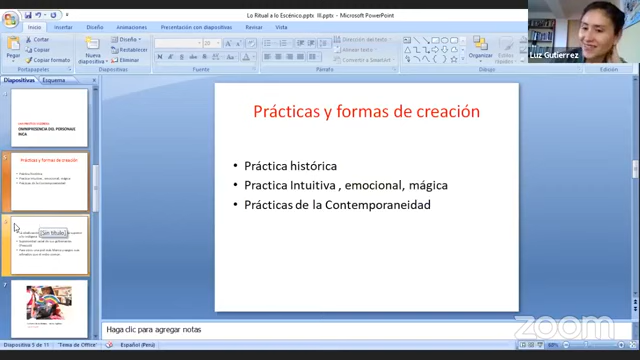 Lo Ritual a lo Escénico.pptx III.pptx - Microsoft PowerPoint
Inicio
Insertar
Diseño
Animaciones
Presentación con diapositivas
Revisar
Vista
Pegar
Cortar
Copiar
Copiar formato
Portapapeles
Nueva diapositiva
Diseño
Restablecer
Eliminar
Diapositivas
Fuente
Párrafo
Organizar
Dibujo
Luz Gutierrez
Diapositivas
Esquema
OMNIPRESENCIA DEL PERSONAJE INCA
5
Prácticas y formas de creación
6
(Sin título)
7
Prácticas y formas de creación
• Práctica histórica
• Practica Intuitiva , emocional, mágica
• Prácticas de la Contemporaneidad
Haga clic para agregar notas
zoom
Diapositiva 5 de 11
"Tema de Office"
Español (Perú)